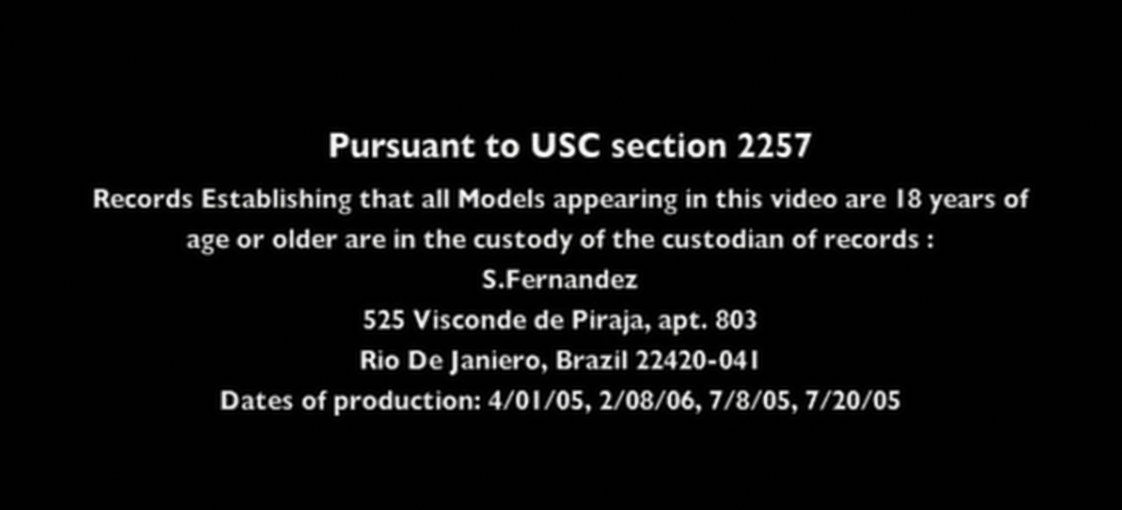 Pursuant to USC section 2257
Records Establishing that all Models appearing in this video are 18 years of
age or older are in the custody of the custodian of records :
S.Fernandez
525 Visconde de Piraja, apt. 803
Rio De Janiero, Brazil 22420-041
Dates of production: 4/01/05, 2/08/06, 7/8/05, 7/20/05